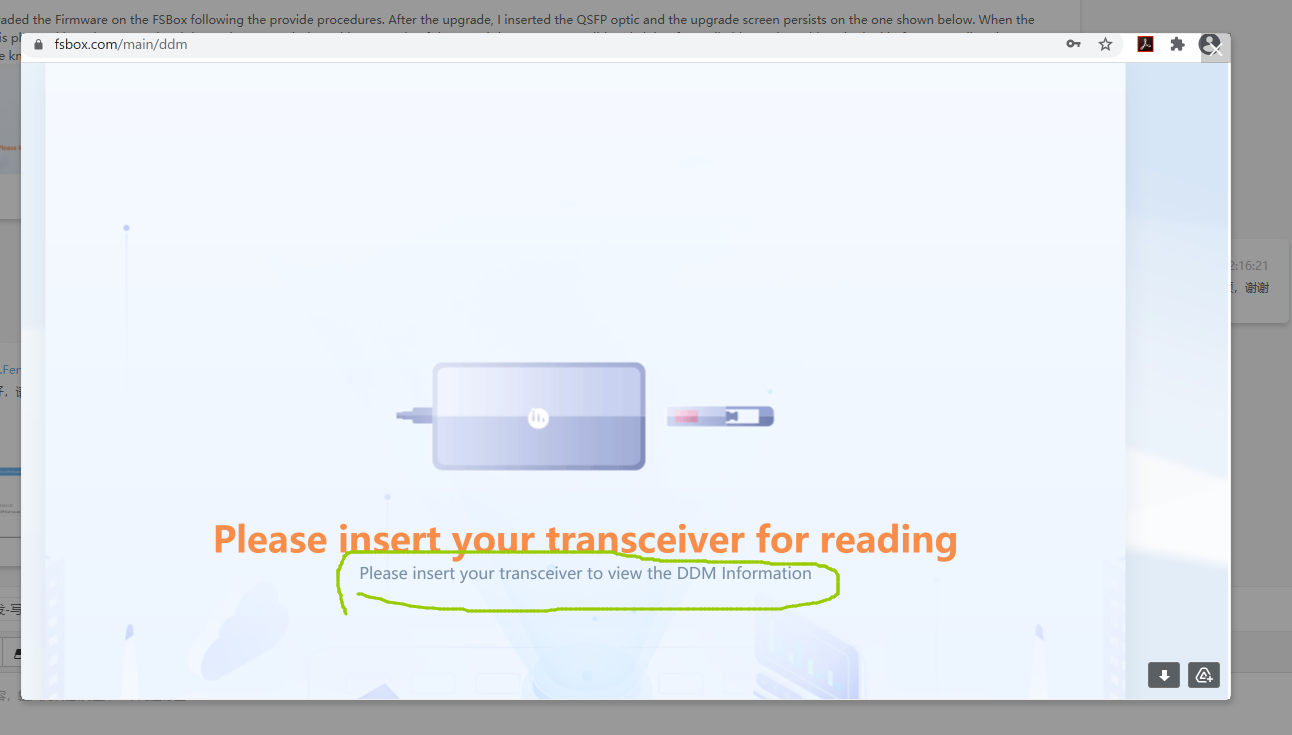 raded the Firmware on the FSBox following the provide procedures. After the upgrade, I inserted the QSFP optic and the upgrade screen persists on the one shown below. When the
fsbox.com/main/ddm
2:16:21
谢谢
Please insert your transceiver for reading
Please insert your transceiver to view the DDM Information